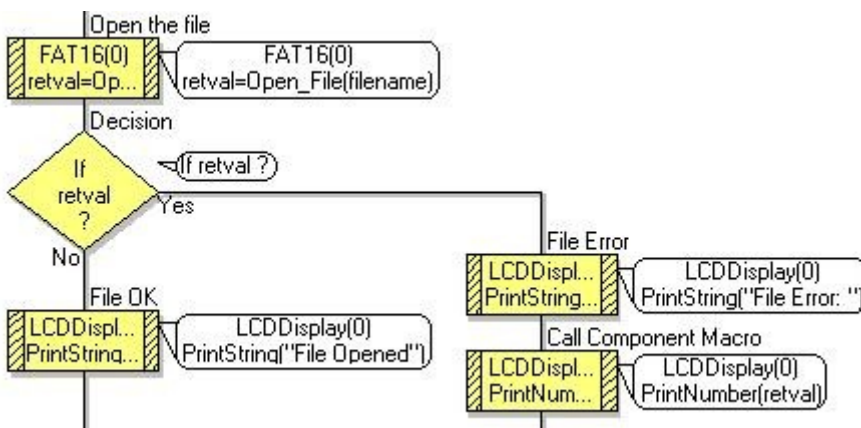 Open the file
FAT16(0)
retval=Op...
FAT16(0)
retval=Open_File(filename)
Decision
If
retval
?
If retval ?
Yes
No
File Error
LCDDispl...
PrintString...
LCDDisplay(0)
PrintString("File Error: ")
File OK
LCDDispl...
PrintString...
LCDDisplay(0)
PrintString("File Opened")
Call Component Macro
LCDDispl...
PrintNum...
LCDDisplay(0)
PrintNumber(retval)